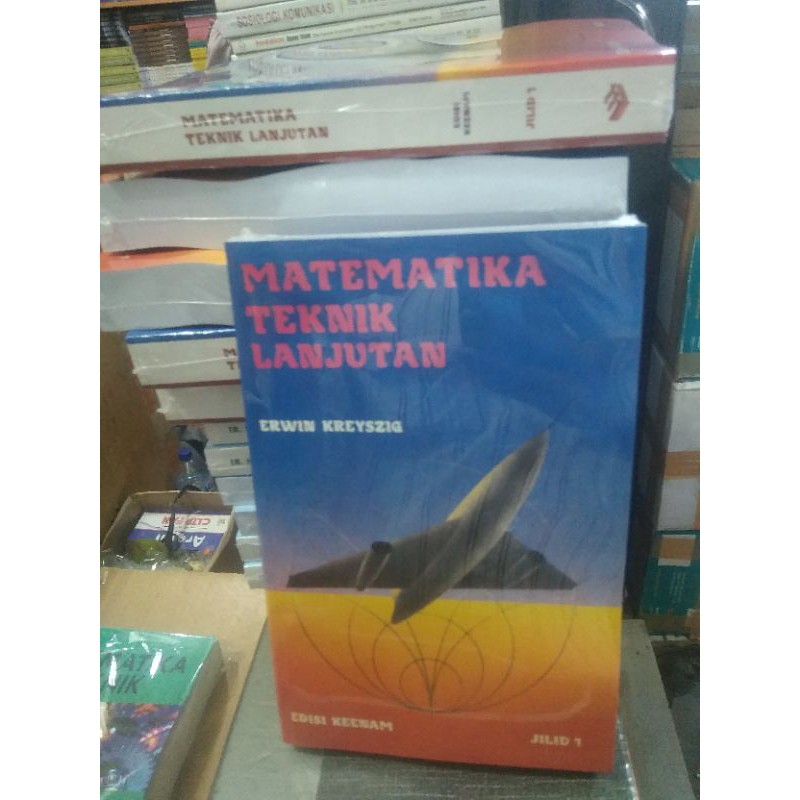 SOSIOLOGI KOMUNIKASI
MATEMATIKA
TEKNIK LANJUTAN
EDISI
KEENAM
JILID 1
MATEMATIKA
TEKNIK
LANJUTAN
ERWIN KREYSZIG
EDISI KEENAM
JILID 1